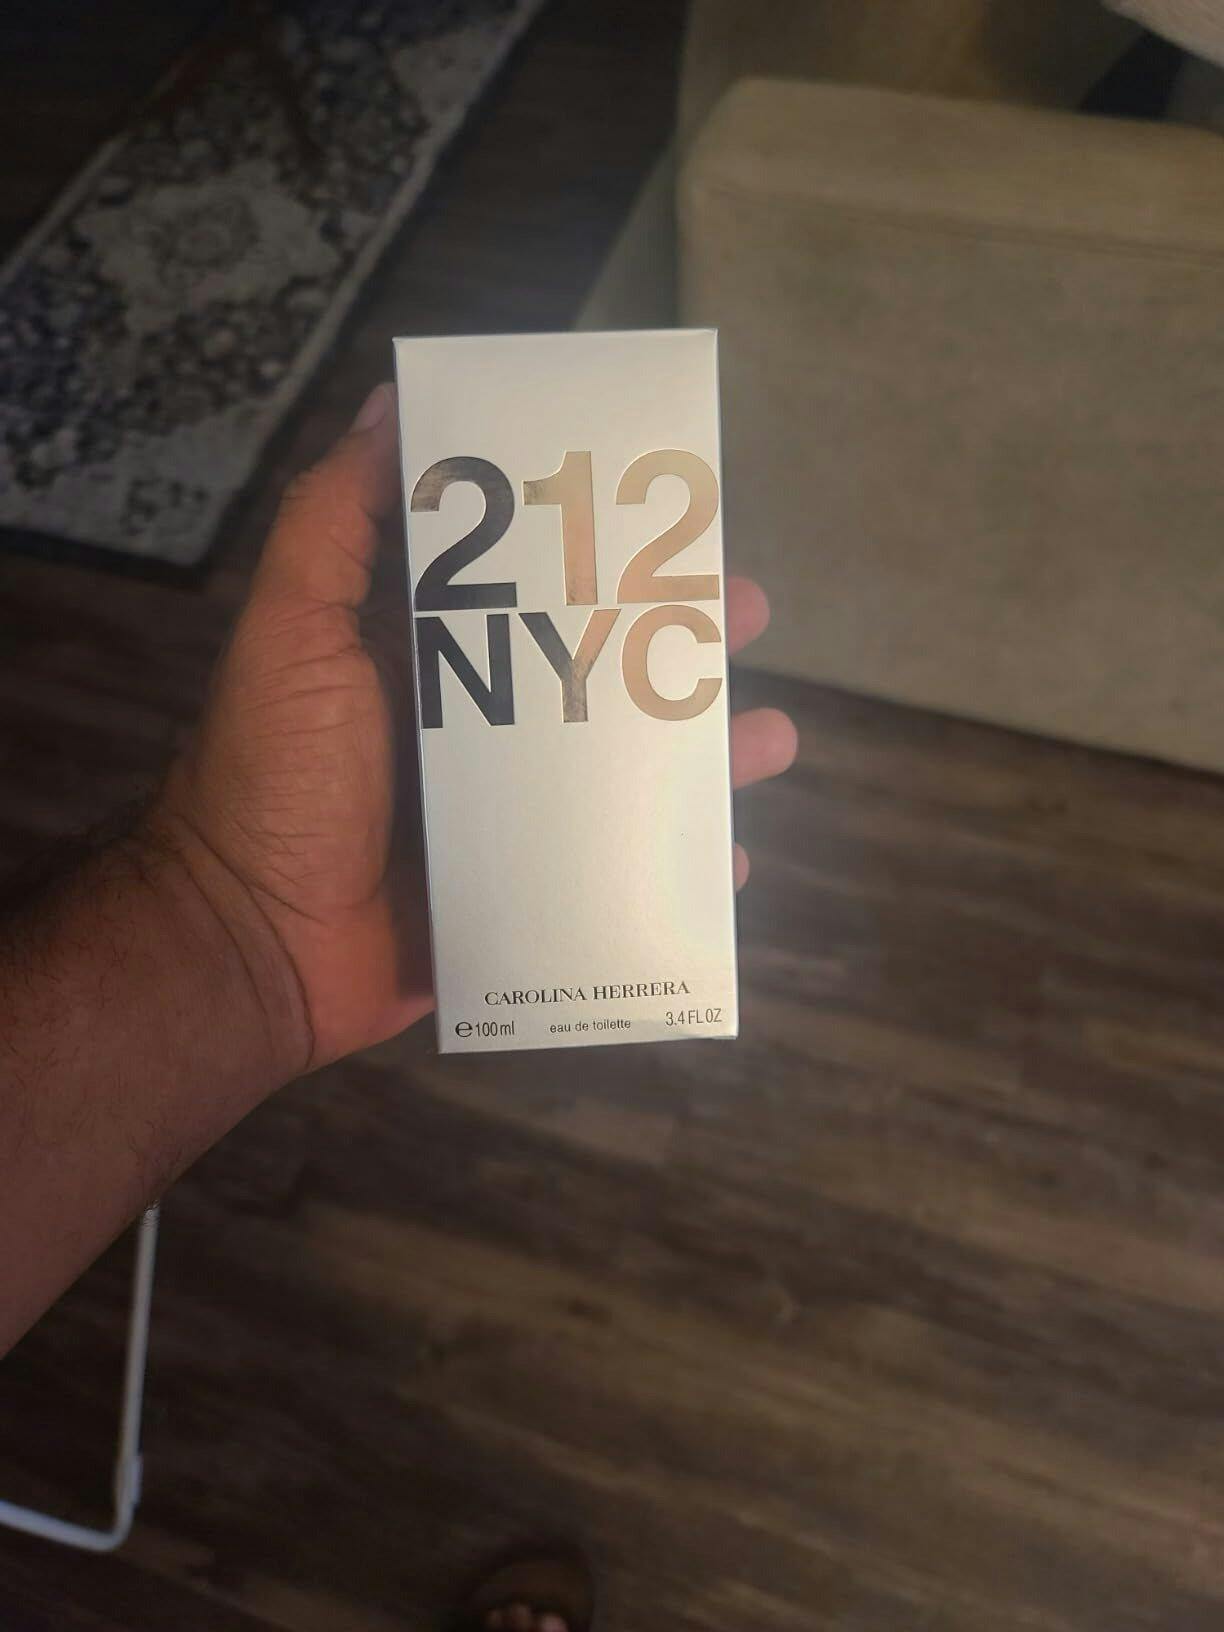 212
NYC
CAROLINA HERRERA
℮100ml eau de toilette 3.4 FL OZ